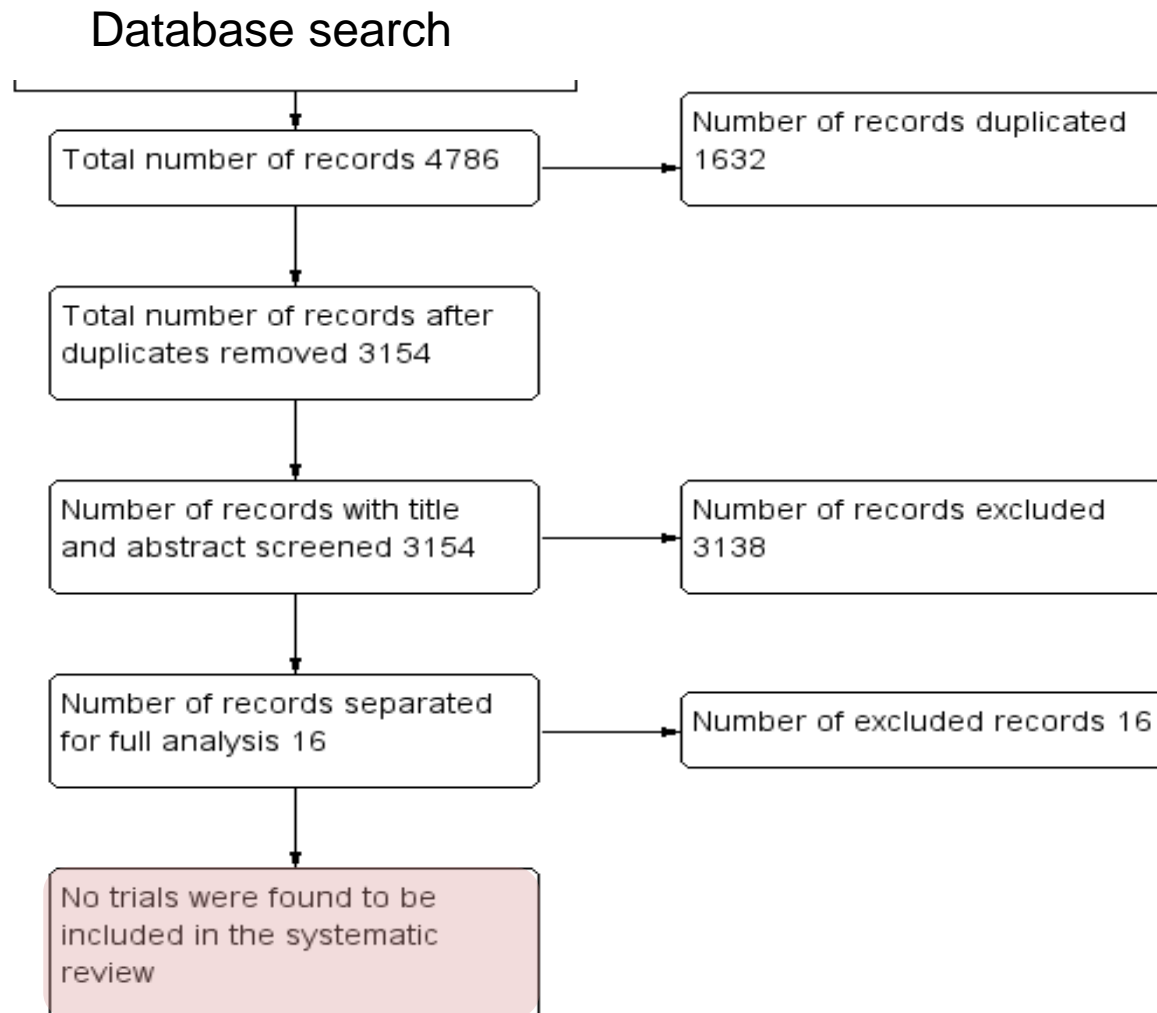 Database search
Total number of records 4786
Number of records duplicated
1632
Total number of records after
duplicates removed 3154
Number of records with title
and abstract screened 3154
Number of records excluded
3138
Number of records separated
for full analysis 16
Number of excluded records 16
No trials were found to be
included in the systematic
review